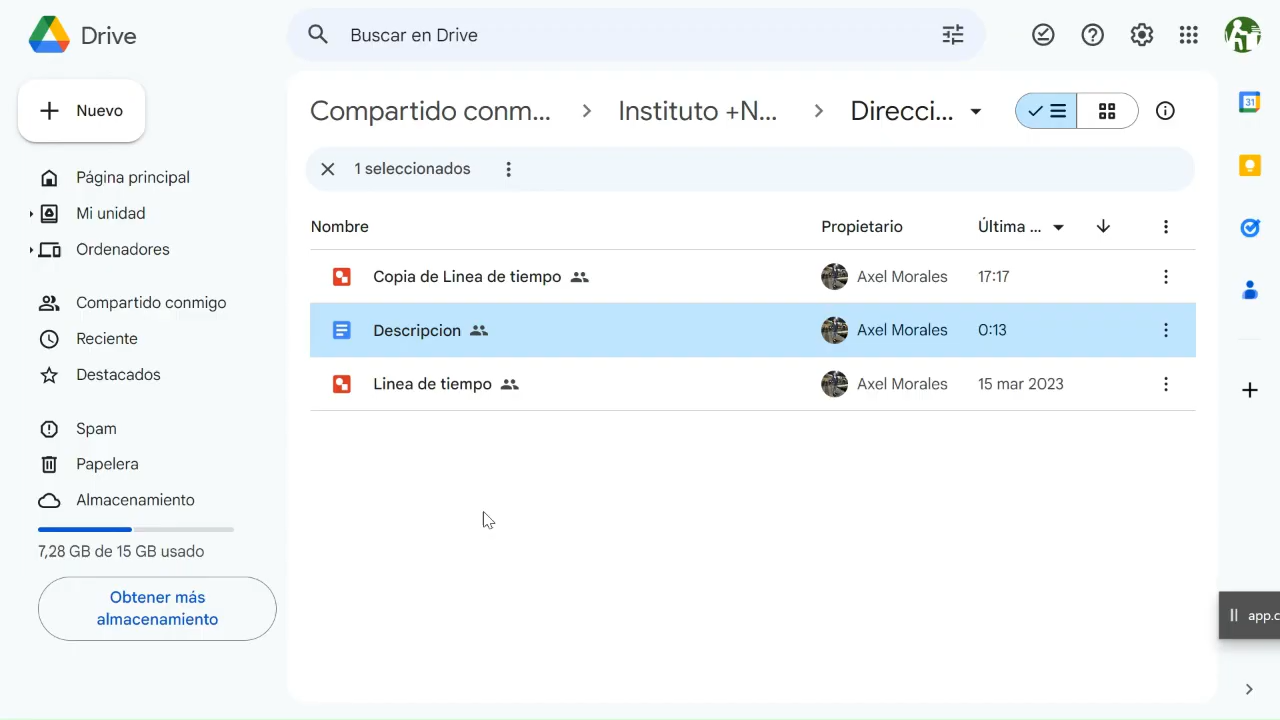 Drive
Buscar en Drive
Nuevo
Compartido conm...
Instituto +N...
Direcci...
1 seleccionados
Página principal
Mi unidad
Ordenadores
Compartido conmigo
Reciente
Destacados
Spam
Papelera
Almacenamiento
7,28 GB de 15 GB usado
Obtener más
almacenamiento
Nombre
Propietario
Última ...
Copia de Linea de tiempo
Axel Morales
17:17
Descripcion
Axel Morales
0:13
Linea de tiempo
Axel Morales
15 mar 2023
31
app.c